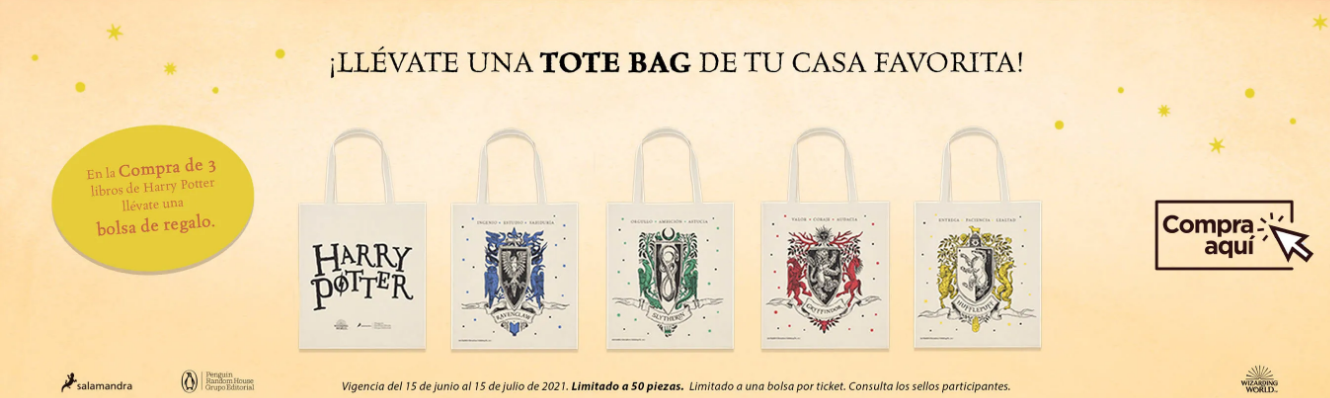 ¡LLÉVATE UNA TOTE BAG DE TU CASA FAVORITA!
En la Compra de 3
libros de Harry Potter
llévate una
bolsa de regalo.
HARRY
POTTER
WIZARDING
WORLD
salamandra
INGENIO • ESTUDIO • SABIDURÍA
RAVENCLAW
ORGULLO • AMBICIÓN • ASTUCIA
SLYTHERIN
VALOR • CORAJE • AUDACIA
GRYFFINDOR
ENTREGA • PACIENCIA • LEALTAD
HUFFLEPUFF
Compra
aquí
salamandra
Penguin
Random House
Grupo Editorial
Vigencia del 15 de junio al 15 de julio de 2021. Limitado a 50 piezas. Limitado a una bolsa por ticket. Consulta los sellos participantes.
WIZARDING
WORLD